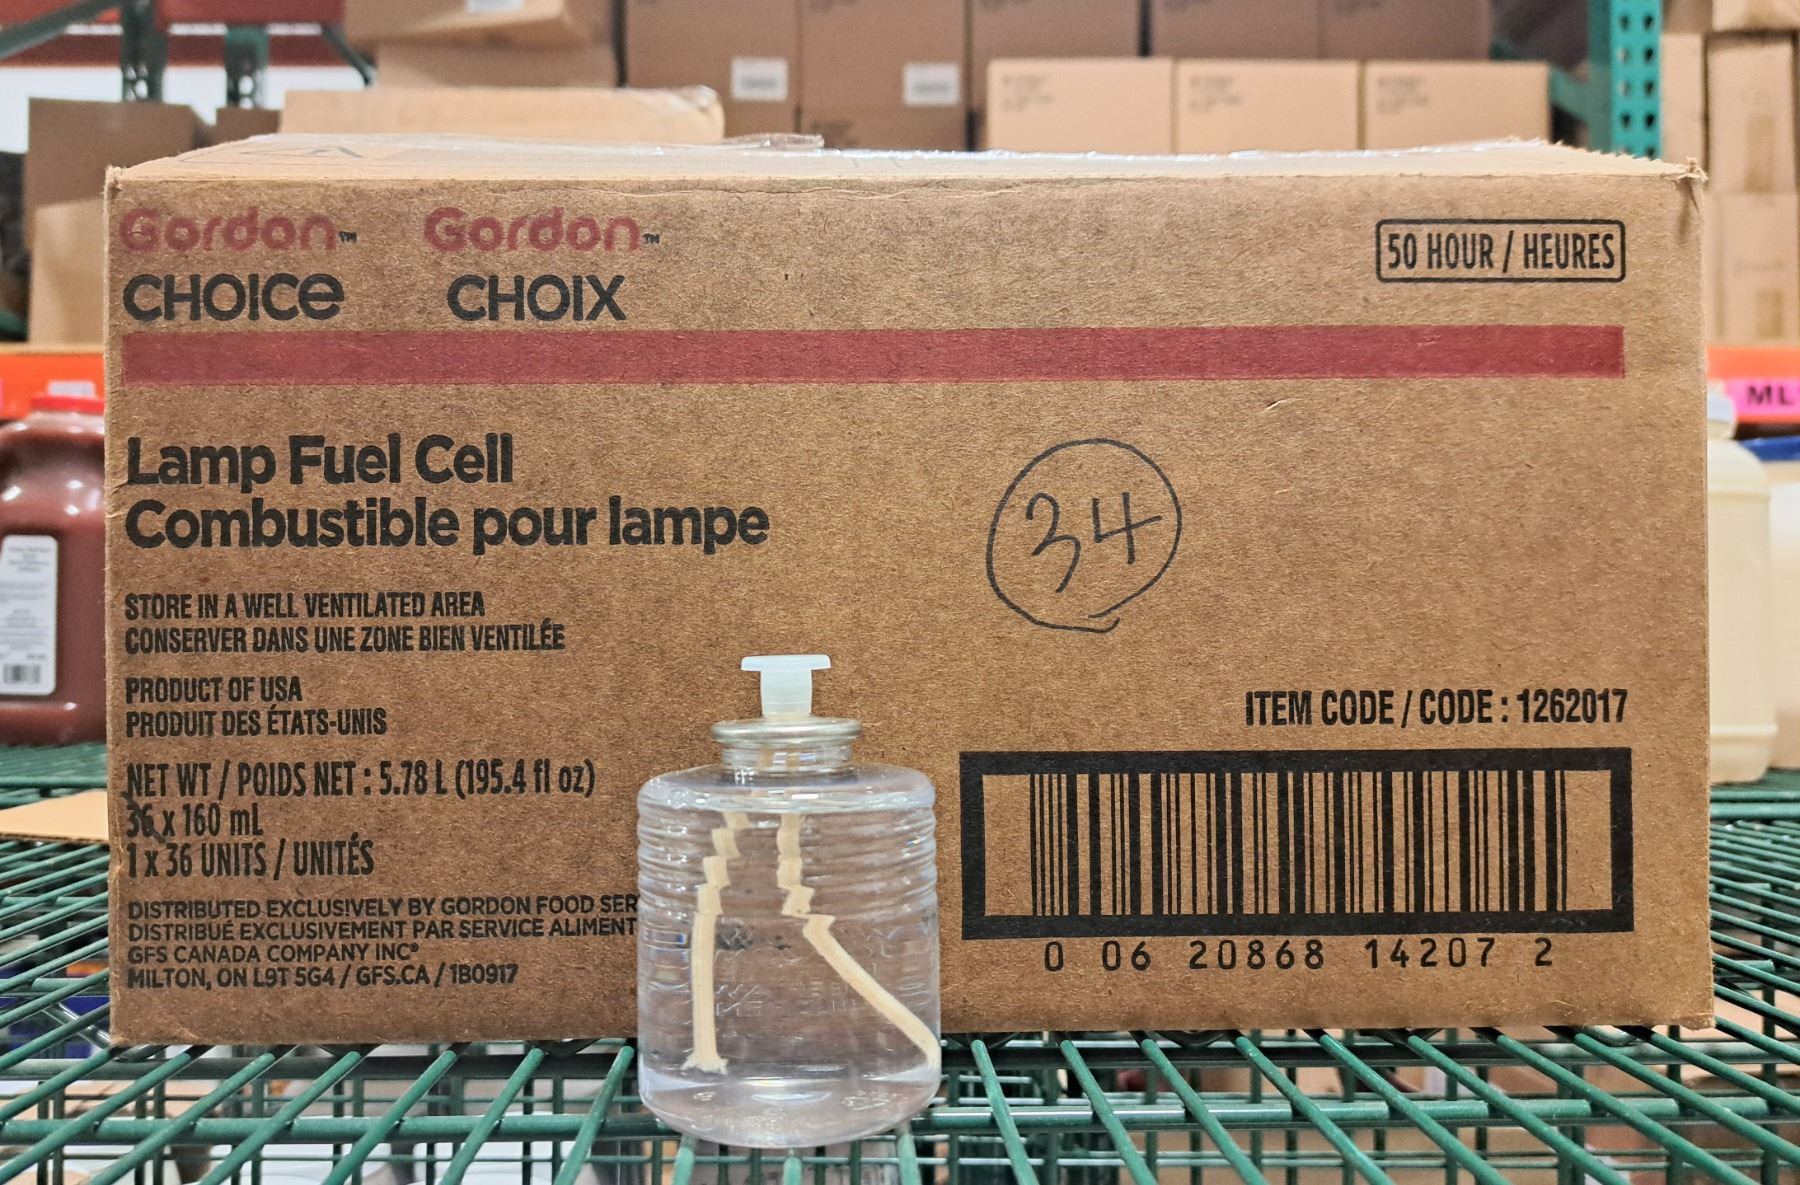 Gordon™ Gordon™
CHOICe CHOIX
50 HOUR / HEURES
Lamp Fuel Cell
Combustible pour lampe
34
STORE IN A WELL VENTILATED AREA
CONSERVER DANS UNE ZONE BIEN VENTILÉE
PRODUCT OF USA
PRODUIT DES ÉTATS-UNIS
NET WT / POIDS NET : 5.78 L (195.4 fl oz)
36 x 160 mL
1 x 36 UNITS / UNITÉS
DISTRIBUTED EXCLUSIVELY BY GORDON FOOD SER
DISTRIBUÉ EXCLUSIVEMENT PAR SERVICE ALIMENT
GFS CANADA COMPANY INC®
MILTON, ON L9T 5G4 / GFS.CA / 1B0917
ITEM CODE / CODE : 1262017
0 06 20868 14207 2
ML